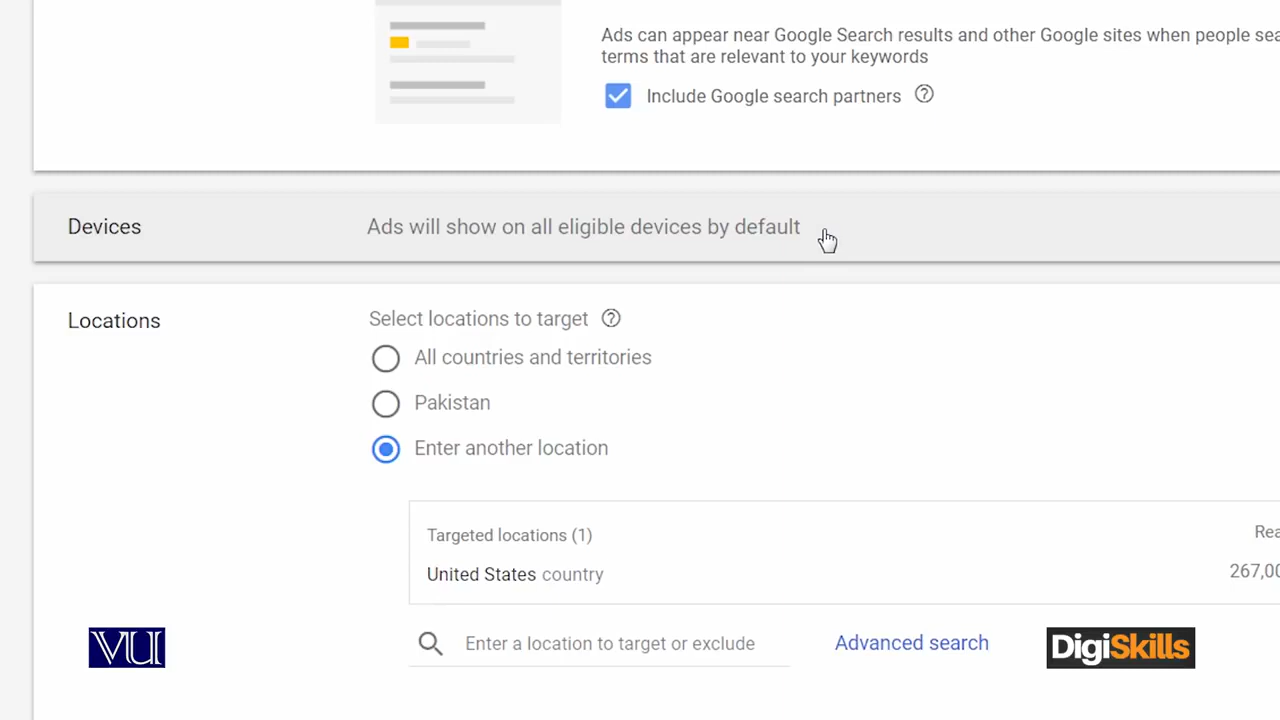 Ads can appear near Google Search results and other Google sites when people sea
terms that are relevant to your keywords
Include Google search partners
Devices
Ads will show on all eligible devices by default
Locations
Select locations to target
All countries and territories
Pakistan
Enter another location
Targeted locations (1)
Rea
United States country
267,00
Enter a location to target or exclude
Advanced search
VU
DigiSkills